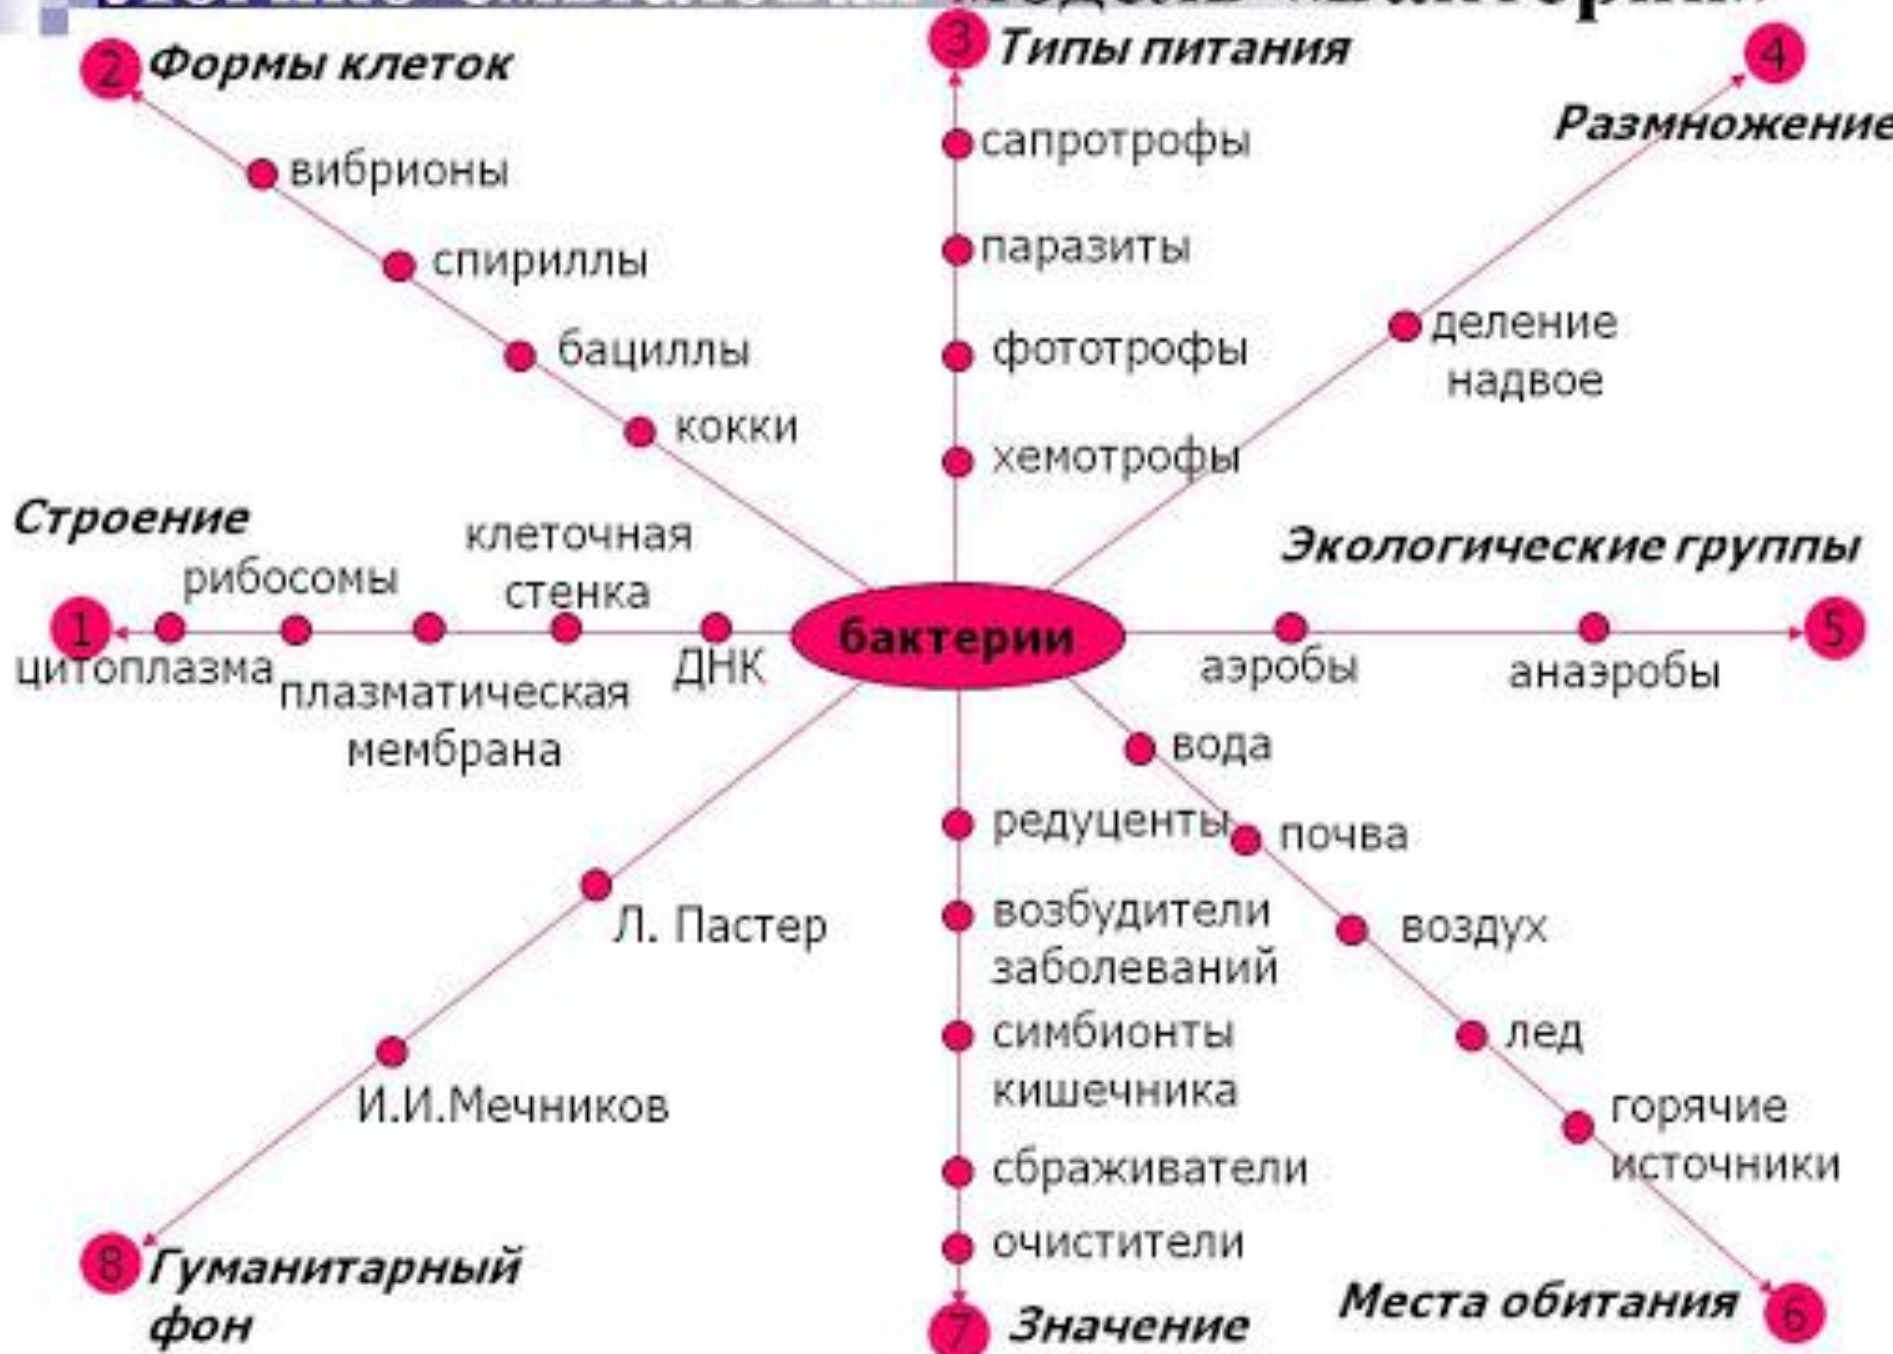 модель «Бактерии»
2 Формы клеток
вибрионы
спириллы
бациллы
кокки
3 Типы питания
сапротрофы
паразиты
фототрофы
хемотрофы
4
Размножение
деление
надвое
Строение
1
рибосомы
клеточная
стенка
цитоплазма
плазматическая
мембрана
ДНК
бактерии
Экологические группы
5
аэробы
анаэробы
вода
почва
воздух
лед
горячие
источники
Места обитания 6
редуценты
возбудители
заболеваний
симбионты
кишечника
сбраживатели
очистители
7 Значение
Л. Пастер
И.И.Мечников
8 Гуманитарный
фон